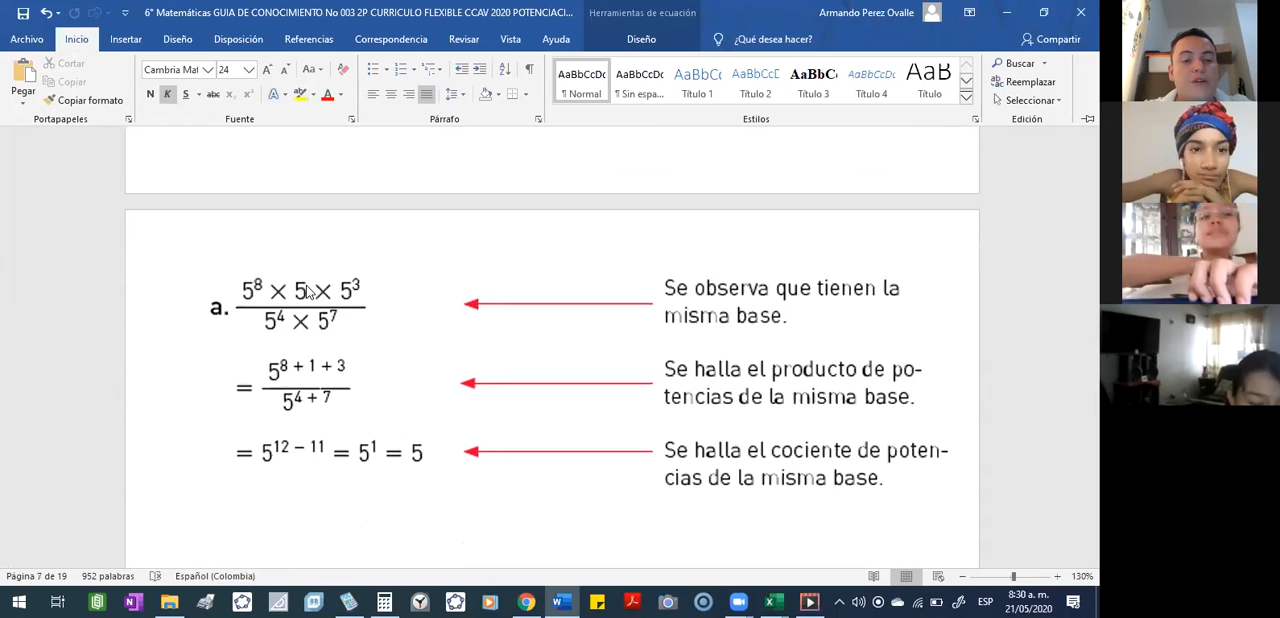 6° Matemáticas GUIA DE CONOCIMIENTO No 003 2P CURRICULO FLEXIBLE CCAV 2020 POTENCIACI...
Herramientas de ecuación
Armando Perez Ovalle
Archivo Inicio Insertar Diseño Disposición Referencias Correspondencia Revisar Vista Ayuda Diseño ¿Qué desea hacer? Compartir
Pegar
Cortar
Copiar
Copiar formato
Portapapeles
Cambria Mat 24
N K S abc x₂ x²
Fuente
Párrafo
AaBbCcDc AaBbCcDc AaBbCc AaBbCcD AaBbC AaBbCcDc AaB
¶ Normal ¶ Sin espa... Título 1 Título 2 Título 3 Título 4 Título
Estilos
Buscar
Reemplazar
Seleccionar
Edición
a. 5⁸ × 5 × 5³
5⁴ × 5⁷
Se observa que tienen la
misma base.
= 5⁸ ⁺ ¹ ⁺ ³
5⁴ ⁺ ⁷
Se halla el producto de po-
tencias de la misma base.
= 5¹² ⁻ ¹¹ = 5¹ = 5
Se halla el cociente de poten-
cias de la misma base.
Página 7 de 19 952 palabras Español (Colombia) 130%
ESP
8:30 a. m.
21/05/2020